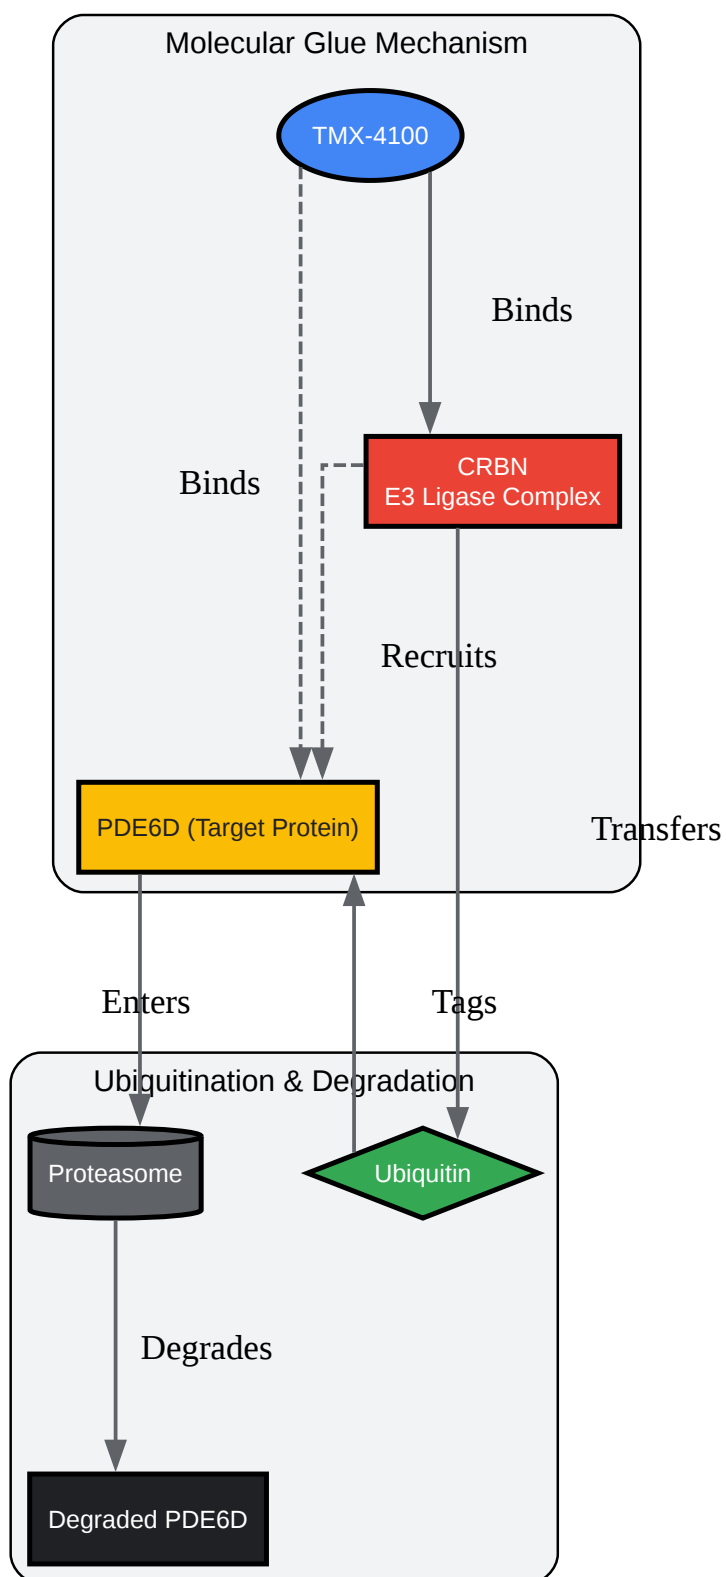 Molecular Glue Mechanism
TMX-4100
Binds
CRBN
E3 Ligase Complex
Binds
Recruits
PDE6D (Target Protein)
Transfers
Enters
Tags
Ubiquitination & Degradation
Proteasome
Ubiquitin
Degrades
Degraded PDE6D